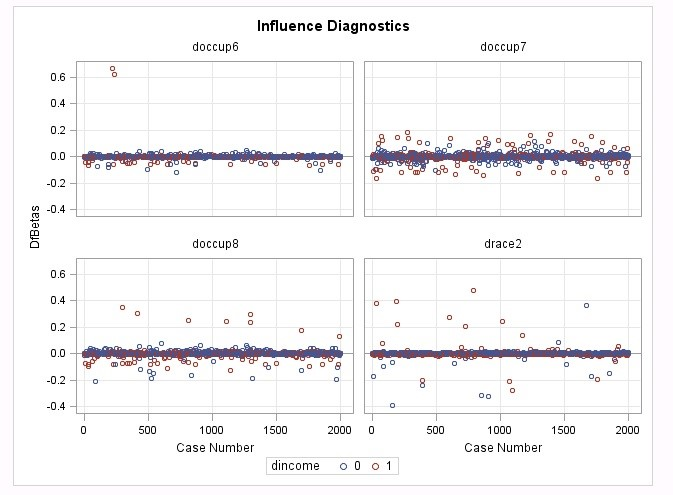 Influence Diagnostics
doccup6 doccup7
0.6
0.4
0.2
0.0
-0.2
-0.4
DfBetas
doccup8 drace2
0.6
0.4
0.2
0.0
-0.2
-0.4
0 500 1000 1500 2000 0 500 1000 1500 2000
Case Number Case Number
dincome 0 1